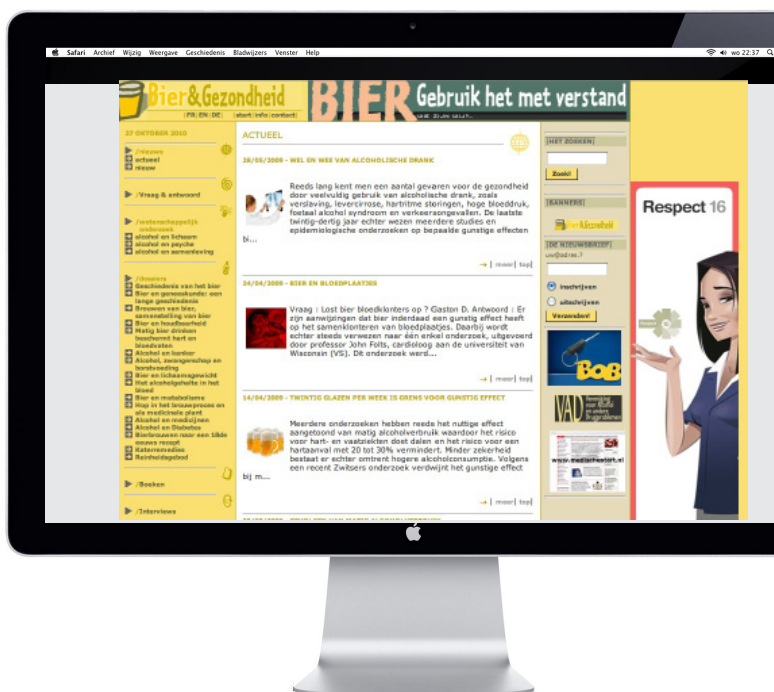 Safari Archief Wijzig Weergave Geschiedenis Bladwijzers Venster Help
wo 22:37
Bier&Gezondheid
BIER Gebruik het met verstand
|FR|EN|DE| |start|info|contact|
27 OKTOBER 2010
/nieuws
actueel
nieuw
/Vraag & antwoord
/wetenschappelijk
onderzoek
alcohol en lichaam
alcohol en psyche
alcohol en samenleving
/dossiers
Geschiedenis van het bier
Bier en geneeskunde: een
lange geschiedenis
Brouwen van bier,
samenstelling van bier
Bier en houdbaarheid
Matig bier drinken
beschermt hart en
bloedvaten
Alcohol en kanker
Alcohol, zwangerschap en
borstvoeding
Bier en lichaamsgewicht
Het alcoholgehalte in het
bloed
Bier en metabolisme
Hop in het brouwproces en
als medicinale plant
Alcohol en medicijnen
Alcohol en Diabetes
Bierbrouwen naar een 18de
eeuws recept
Katerremedies
Reinheidsgebod
/Boeken
/Interviews
ACTUEEL
28/05/2009 - WEL EN WEE VAN ALCOHOLISCHE DRANK
Reeds lang kent men een aantal gevaren voor de gezondheid
door veelvuldig gebruik van alcoholische drank, zoals
verslaving, levercirrose, hartritme storingen, hoge bloeddruk,
foetaal alcohol syndroom en verkeersongevallen. De laatste
twintig-dertig jaar echter wezen meerdere studies en
epidemiologische onderzoeken op bepaalde gunstige effecten
bi...
→ | meer| top|
24/04/2009 - BIER EN BLOEDPLAATJES
Vraag : Lost bier bloedklonters op ? Gaston D. Antwoord : Er
zijn aanwijzingen dat bier inderdaad een gunstig effect heeft
op het samenklonteren van bloedplaatjes. Daarbij wordt
echter steeds verwezen naar één enkel onderzoek, uitgevoerd
door professor John Folts, cardioloog aan de universiteit van
Wisconsin (VS). Dit onderzoek werd...
→ | meer| top|
14/04/2009 - TWINTIG GLAZEN PER WEEK IS GRENS VOOR GUNSTIG EFFECT
Meerdere onderzoeken hebben reeds het nuttige effect
aangetoond van matig alcoholverbruik waardoor het risico
voor hart- en vaatziekten doet dalen en het risico voor een
hartaanval met 20 tot 30% vermindert. Minder zekerheid
bestaat er echter omtrent hogere alcoholconsumptie. Volgens
een recent Zwitsers onderzoek verdwijnt het gunstige effect
bij m...
→ | meer| top|
|HET ZOEKEN|
Zoek!
|BANNERS|
Bier&Gezondheid
|DE NIEUWSBRIEF|
uw@adres.?
inschrijven
uitschrijven
Verzenden!
BOB
VAD Vereniging
voor Alcohol
en andere
Drugproblemen
www.medischestart.nl
Respect 16